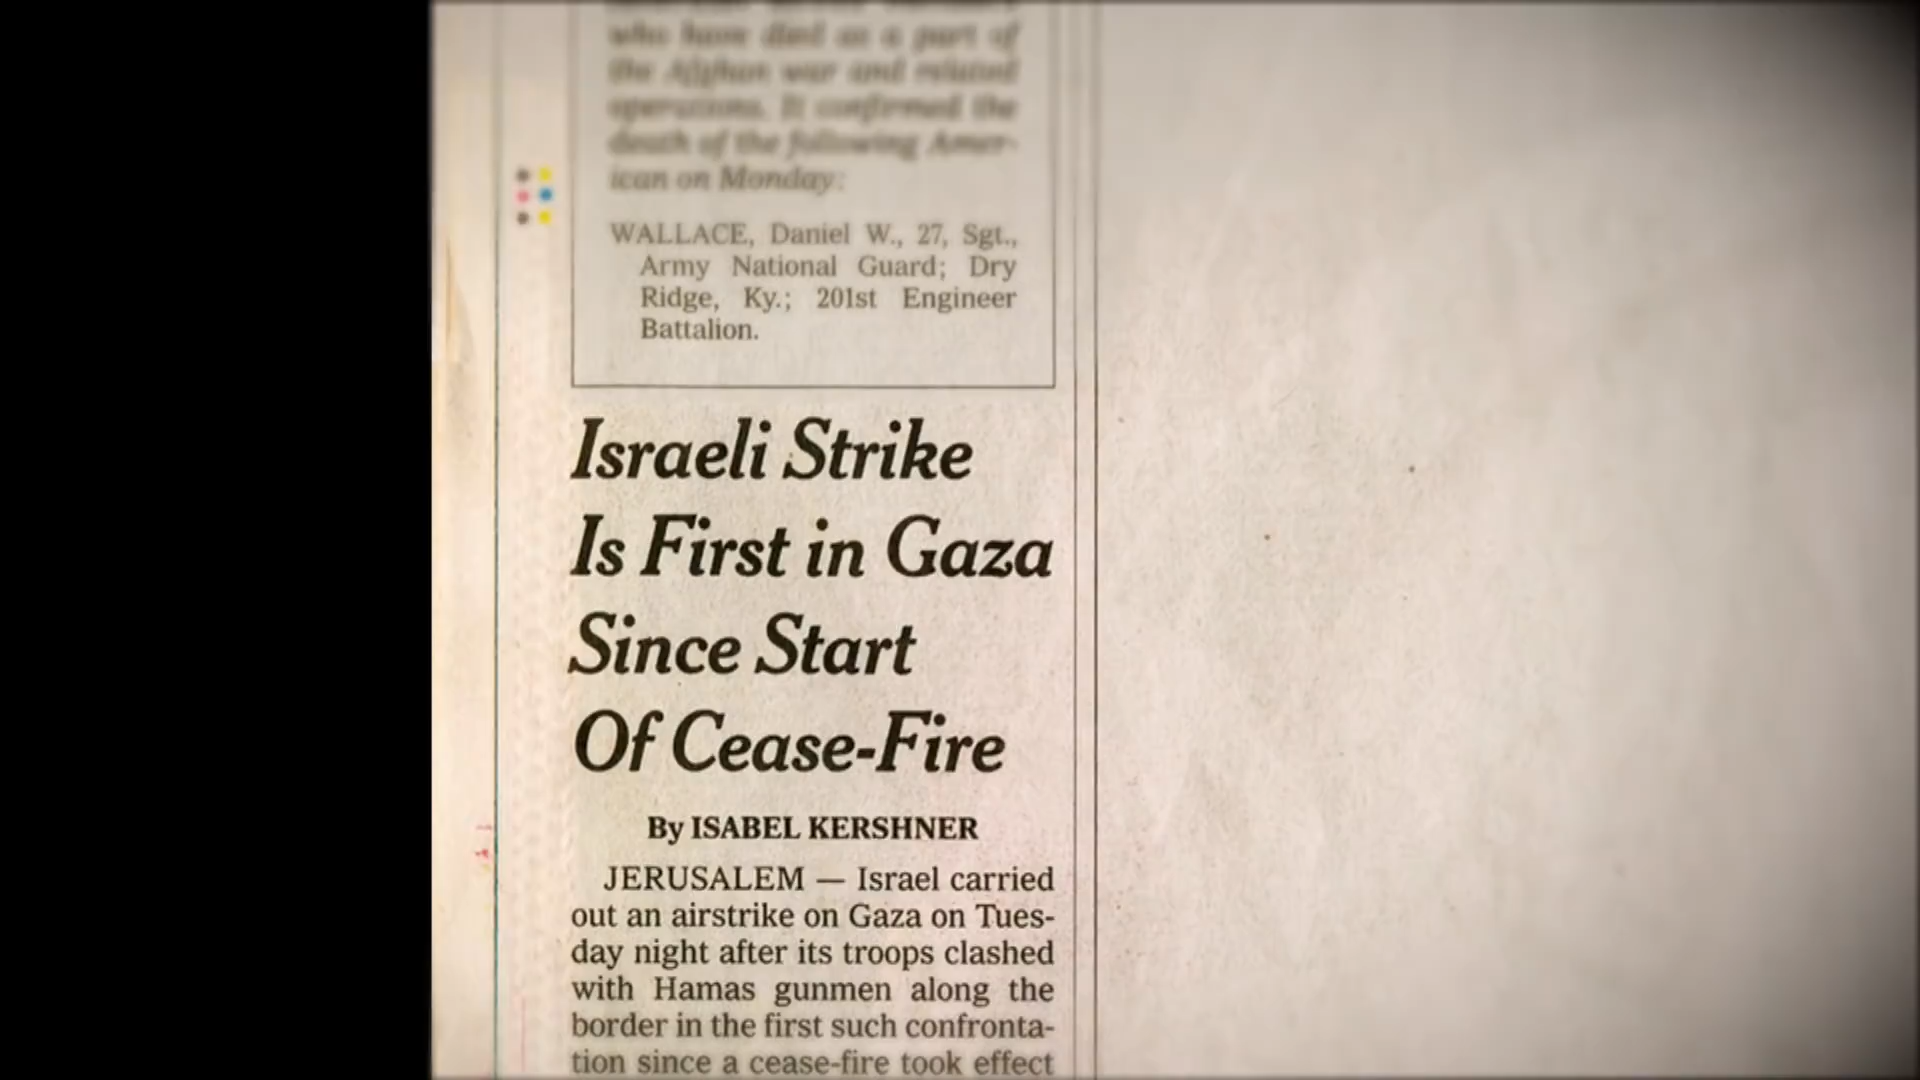 who have died as a part of
the Afghan war and related
operations. It confirmed the
death of the following Amer-
ican on Monday:
WALLACE, Daniel W., 27, Sgt.,
Army National Guard; Dry
Ridge, Ky.; 201st Engineer
Battalion.
Israeli Strike
Is First in Gaza
Since Start
Of Cease-Fire
By ISABEL KERSHNER
JERUSALEM — Israel carried
out an airstrike on Gaza on Tues-
day night after its troops clashed
with Hamas gunmen along the
border in the first such confronta-
tion since a cease-fire took effect